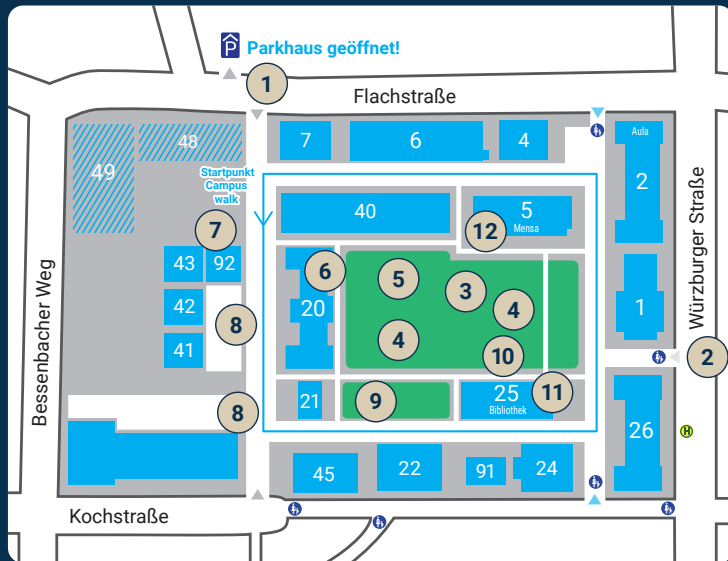 P
Parkhaus geöffnet!
1
Flachstraße
7
6
4
Aula
2
48
49
Startpunkt
Campus
walk
40
5
Mensa
12
7
43
92
6
5
3
4
20
42
8
1
41
4
10
2
Bessenbacher Weg
Würzburger Straße
8
21
9
25
Bibliothek
11
26
H
45
22
91
24
Kochstraße